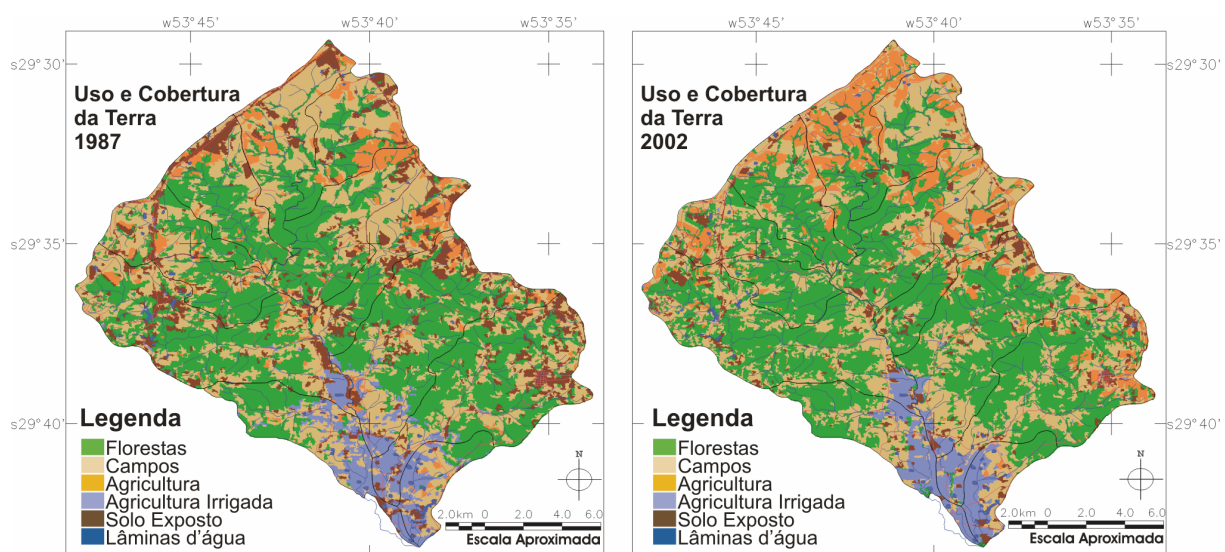 w53°45' w53°40' w53°35'
s29°30'
s29°35'
s29°40'
Uso e Cobertura
da Terra
1987
Legenda
Florestas
Campos
Agricultura
Agricultura Irrigada
Solo Exposto
Lâminas d'água
N
2.0km 0 2.0 4.0 6.0
Escala Aproximada
w53°45' w53°40' w53°35'
s29°30'
s29°35'
s29°40'
Uso e Cobertura
da Terra
2002
Legenda
Florestas
Campos
Agricultura
Agricultura Irrigada
Solo Exposto
Lâminas d'água
N
2.0km 0 2.0 4.0 6.0
Escala Aproximada